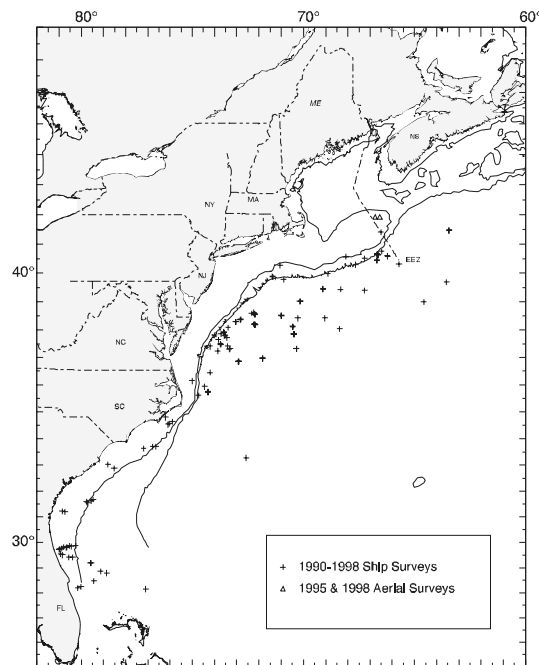 80°
70°
60°
ME
NS
NY
MA
NJ
EEZ
40°
NC
SC
30°
FL
+ 1990-1998 Ship Surveys
△ 1995 & 1998 Aerial Surveys